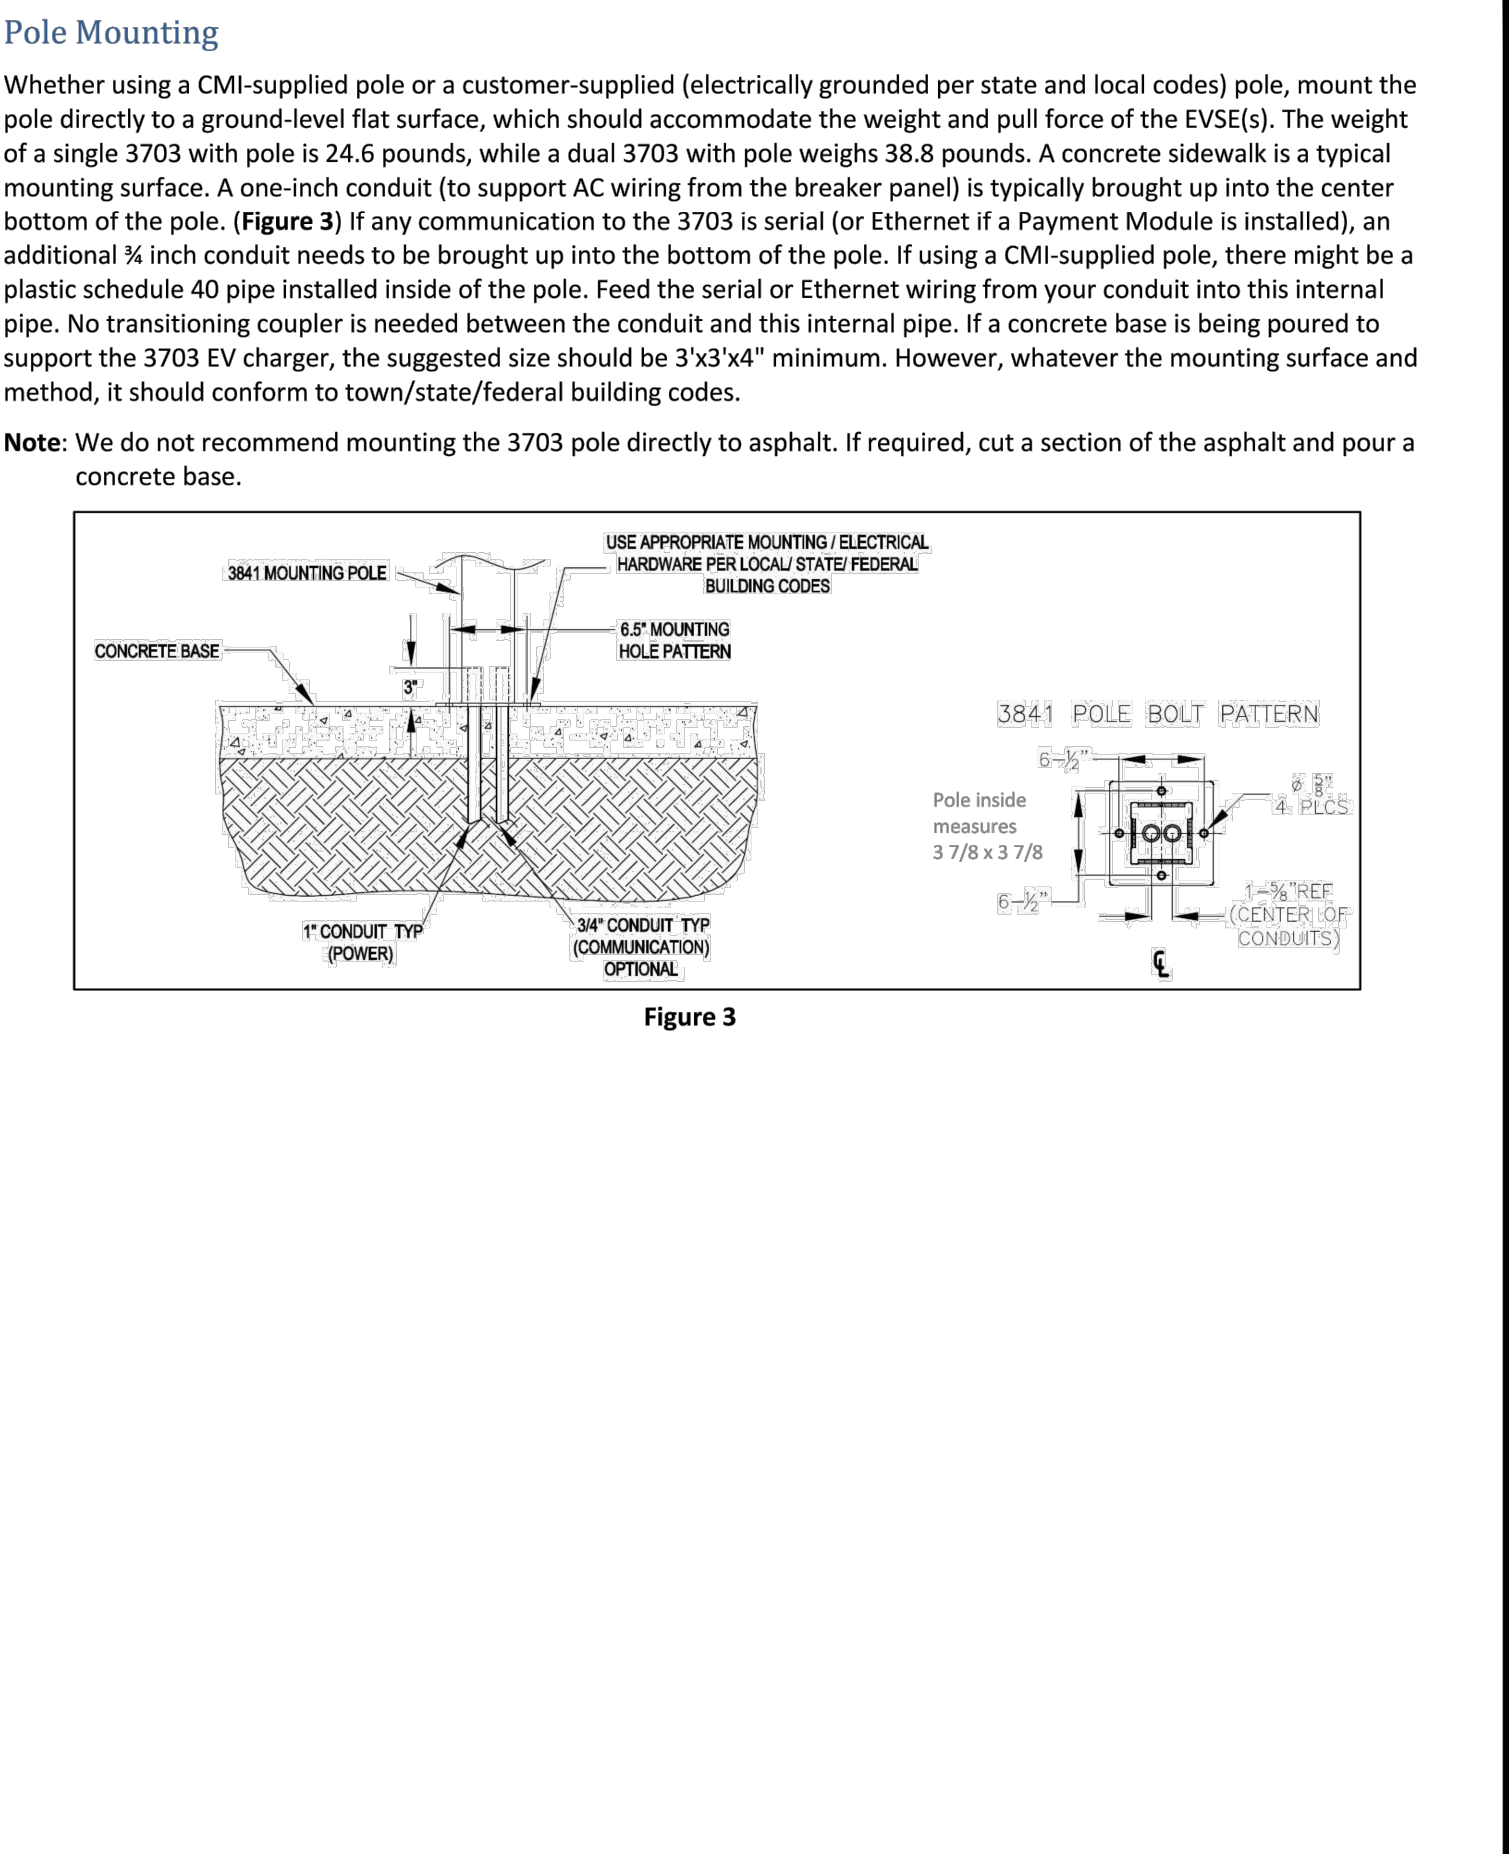 Pole Mounting
Whether using a CMI-supplied pole or a customer-supplied (electrically grounded per state and local codes) pole, mount the
pole directly to a ground-level flat surface, which should accommodate the weight and pull force of the EVSE(s). The weight
of a single 3703 with pole is 24.6 pounds, while a dual 3703 with pole weighs 38.8 pounds. A concrete sidewalk is a typical
mounting surface. A one-inch conduit (to support AC wiring from the breaker panel) is typically brought up into the center
bottom of the pole. (Figure 3) If any communication to the 3703 is serial (or Ethernet if a Payment Module is installed), an
additional ¾ inch conduit needs to be brought up into the bottom of the pole. If using a CMI-supplied pole, there might be a
plastic schedule 40 pipe installed inside of the pole. Feed the serial or Ethernet wiring from your conduit into this internal
pipe. No transitioning coupler is needed between the conduit and this internal pipe. If a concrete base is being poured to
support the 3703 EV charger, the suggested size should be 3'x3'x4" minimum. However, whatever the mounting surface and
method, it should conform to town/state/federal building codes.
Note: We do not recommend mounting the 3703 pole directly to asphalt. If required, cut a section of the asphalt and pour a
concrete base.
USE APPROPRIATE MOUNTING / ELECTRICAL
HARDWARE PER LOCAL/ STATE/ FEDERAL
BUILDING CODES
3841 MOUNTING POLE
6.5" MOUNTING
HOLE PATTERN
CONCRETE BASE
3"
1" CONDUIT TYP
(POWER)
3/4" CONDUIT TYP
(COMMUNICATION)
OPTIONAL
3841 POLE BOLT PATTERN
6-½"
Pole inside
measures
3 7/8 x 3 7/8
Ø 5/8"
4 PLCS
6-½"
1-⅝"REF
(CENTER OF
CONDUITS)
℄
Figure 3